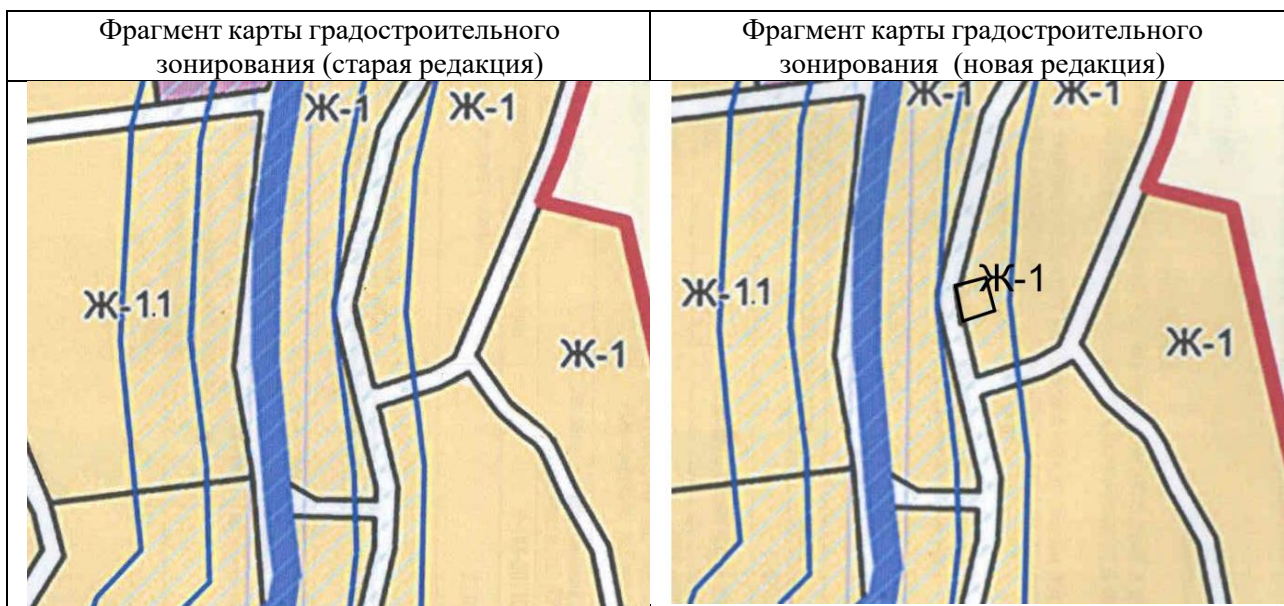 Фрагмент карты градостроительного
зонирования (старая редакция)
Фрагмент карты градостроительного
зонирования (новая редакция)
Ж-1
Ж-1
Ж-1.1
Ж-1
Ж-1
Ж-1
Ж-1.1
Ж-1
Ж-1